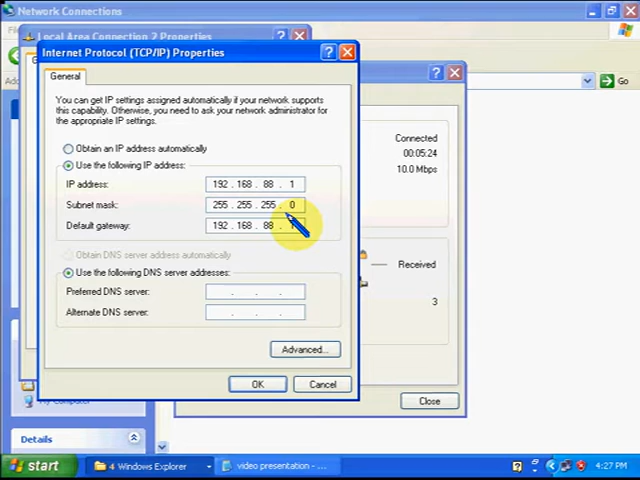 Network Connections
Local Area Connection 2 Properties
Internet Protocol (TCP/IP) Properties
General
You can get IP settings assigned automatically if your network supports
this capability. Otherwise, you need to ask your network administrator for
the appropriate IP settings.
Obtain an IP address automatically
Use the following IP address:
IP address:
192 . 168 . 88 . 1
Subnet mask:
255 . 255 . 255 . 0
Default gateway:
192 . 168 . 88 . 1
Obtain DNS server address automatically
Use the following DNS server addresses:
Preferred DNS server:
Alternate DNS server:
Advanced...
OK
Cancel
Go
Connected
00:05:24
10.0 Mbps
Received
3
Close
My Computer
Details
start
4 Windows Explorer
video presentation - ...
4:27 PM